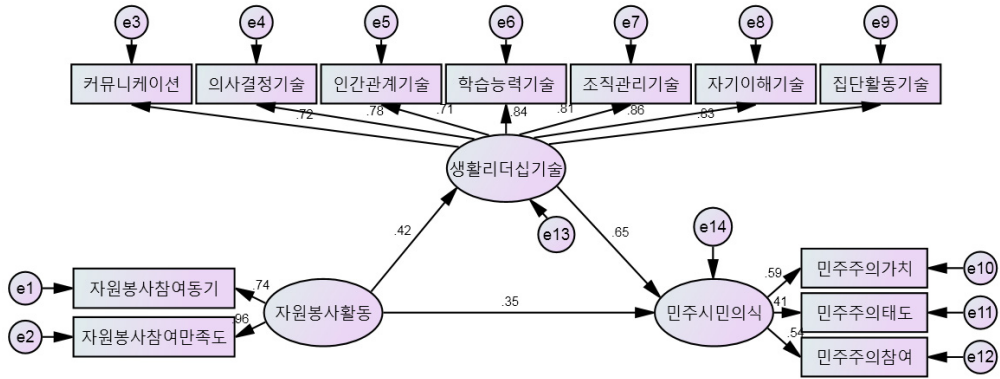 e3 e4 e5 e6 e7 e8 e9
커뮤니케이션 의사결정기술 인간관계기술 학습능력기술 조직관리기술 자기이해기술 집단활동기술
.72 .78 .71 .84 .81 .86 .83
생활리더십기술
e13
.42 .65
e14
e1 자원봉사참여동기 .74
자원봉사활동 .35 민주시민의식
e2 자원봉사참여만족도 .96
.59 민주주의가치 e10
.41 민주주의태도 e11
.54 민주주의참여 e12